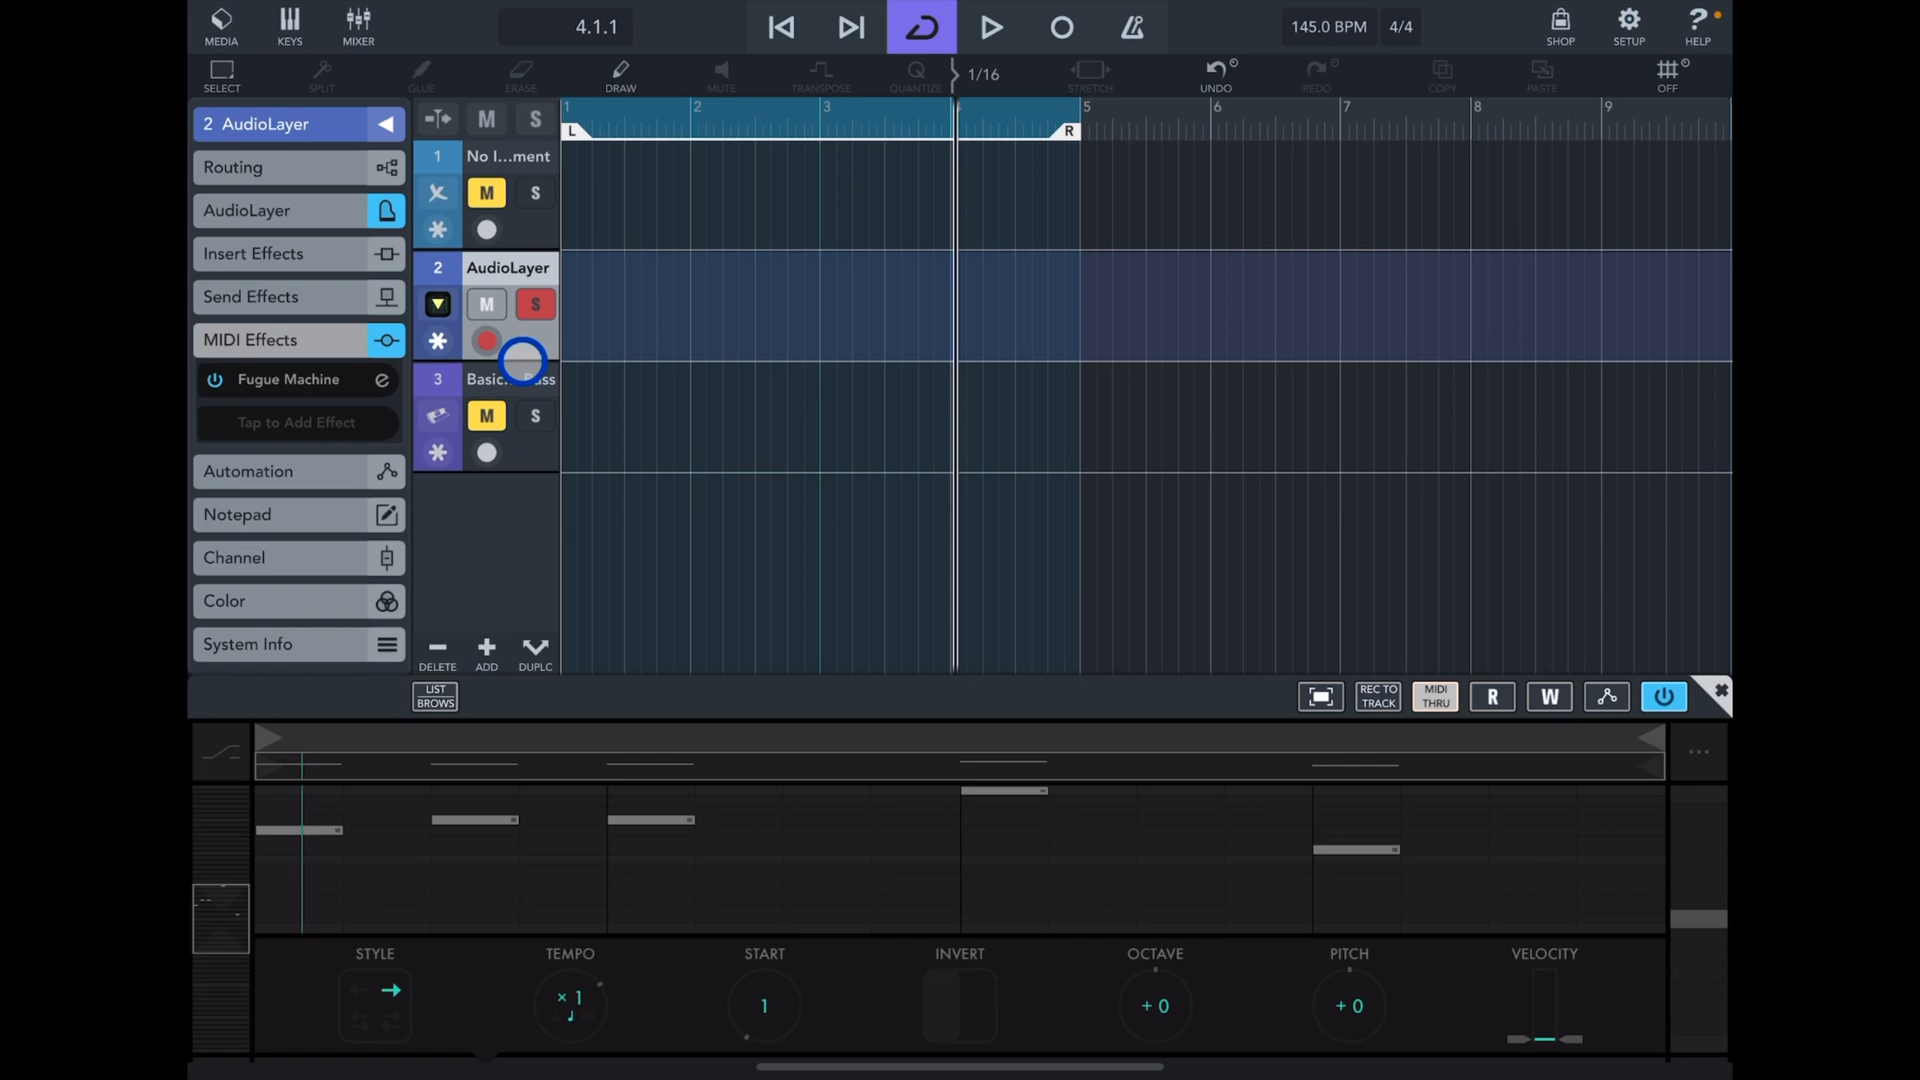 MEDIA
KEYS
MIXER
4.1.1
145.0 BPM
4/4
SHOP
SETUP
HELP
SELECT
SPLIT
GLUE
ERASE
DRAW
MUTE
TRANSPOSE
QUANTIZE
1/16
STRETCH
UNDO
REDO
COPY
PASTE
OFF
2 AudioLayer
Routing
AudioLayer
Insert Effects
Send Effects
MIDI Effects
Fugue Machine
Tap to Add Effect
Automation
Notepad
Channel
Color
System Info
M S
1 No I...ment
M S
2 AudioLayer
M S
3
M S
DELETE
ADD
DUPLC
1 2 3 5 6 7 8 9
L R
LIST
BROWS
REC TO
TRACK
MIDI
THRU
R
W
STYLE
TEMPO
START
INVERT
OCTAVE
PITCH
VELOCITY
× 1
1
+ 0
+ 0